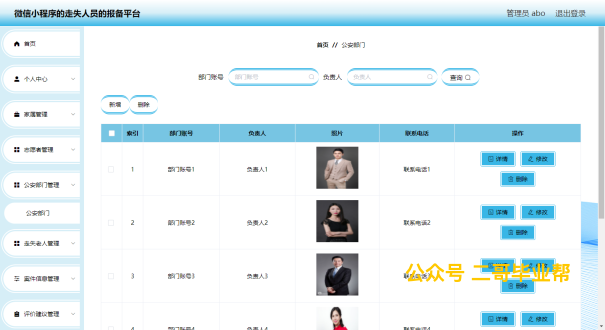 微信小程序的走失人员的报备平台
管理员 abo 退出登录
首页
个人中心
家属管理
志愿者管理
公安部门管理
公安部门
走失老人管理
案件信息管理
评价建议管理
首页 // 公安部门
部门账号 部门账号 负责人 负责人 查询
新增 删除
索引 部门账号 负责人 照片 联系电话 操作
1 部门账号1 负责人1 联系电话1 详情 修改
删除
2 部门账号2 负责人2 联系电话2 详情 修改
删除
3 部门账号3 负责人3 联系电话3 详情 修改
删除
公众号 二哥毕业帮
4 部门账号4 负责人4 联系电话4 详情 修改